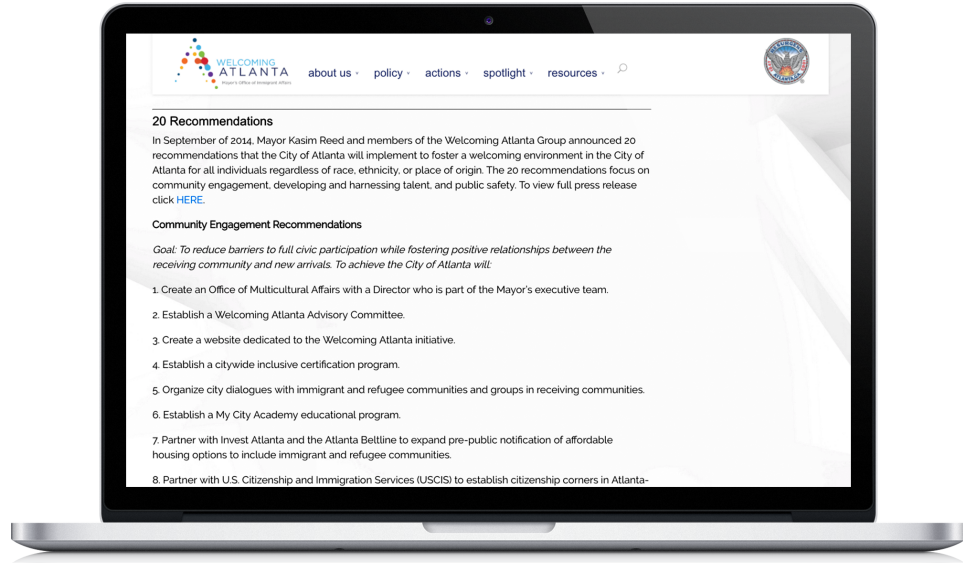 WELCOMING
ATLANTA
Mayor's Office of Immigrant Affairs
about us
policy
actions
spotlight
resources
RESURGENS
ATLANTA, GA.
20 Recommendations
In September of 2014, Mayor Kasim Reed and members of the Welcoming Atlanta Group announced 20
recommendations that the City of Atlanta will implement to foster a welcoming environment in the City of
Atlanta for all individuals regardless of race, ethnicity, or place of origin. The 20 recommendations focus on
community engagement, developing and harnessing talent, and public safety. To view full press release
click HERE.
Community Engagement Recommendations
Goal: To reduce barriers to full civic participation while fostering positive relationships between the
receiving community and new arrivals. To achieve the City of Atlanta will:
1. Create an Office of Multicultural Affairs with a Director who is part of the Mayor's executive team.
2. Establish a Welcoming Atlanta Advisory Committee.
3. Create a website dedicated to the Welcoming Atlanta initiative.
4. Establish a citywide inclusive certification program.
5. Organize city dialogues with immigrant and refugee communities and groups in receiving communities.
6. Establish a My City Academy educational program.
7. Partner with Invest Atlanta and the Atlanta Beltline to expand pre-public notification of affordable
housing options to include immigrant and refugee communities.
8. Partner with U.S. Citizenship and Immigration Services (USCIS) to establish citizenship corners in Atlanta-